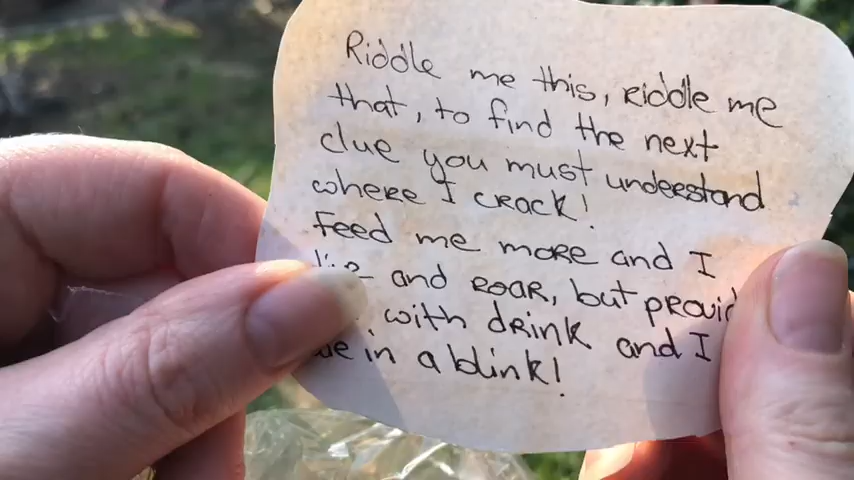 Riddle me this, riddle me
that, to find the next
clue you must understand
where I crack!
Feed me more and I
and roar, but
with drink and I
in a blink!